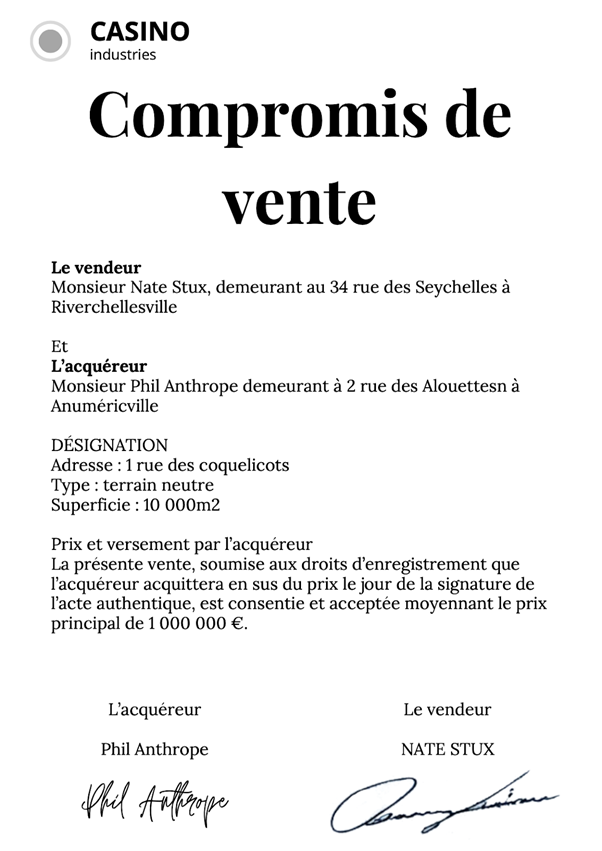 CASINO
industries
Compromis de
vente
Le vendeur
Monsieur Nate Stux, demeurant au 34 rue des Seychelles à
Riverchellesville
Et
L’acquéreur
Monsieur Phil Anthrope demeurant à 2 rue des Alouettesn à
Anuméricville
DÉSIGNATION
Adresse : 1 rue des coquelicots
Type : terrain neutre
Superficie : 10 000m2
Prix et versement par l’acquéreur
La présente vente, soumise aux droits d’enregistrement que
l’acquéreur acquittera en sus du prix le jour de la signature de
l’acte authentique, est consentie et acceptée moyennant le prix
principal de 1 000 000 €.
L’acquéreur
Le vendeur
Phil Anthrope
NATE STUX
Phil Anthrope